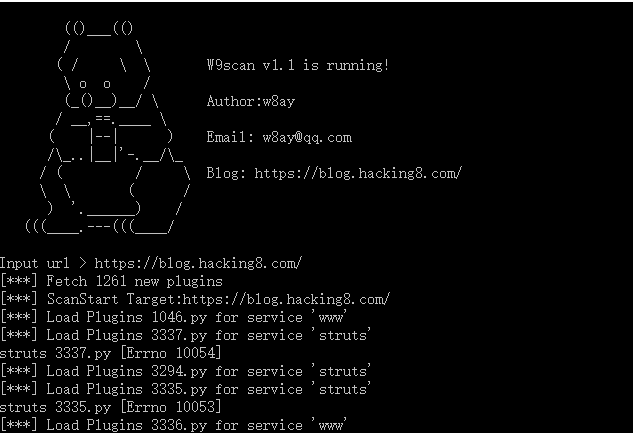 W9scan v1.1 is running!
Author:w8ay
Email: w8ay@qq.com
Blog: https://blog.hacking8.com/
Input url > https://blog.hacking8.com/
[***] Fetch 1261 new plugins
[***] ScanStart Target:https://blog.hacking8.com/
[***] Load Plugins 1046.py for service 'www'
[***] Load Plugins 3337.py for service 'struts'
struts 3337.py [Errno 10054]
[***] Load Plugins 3294.py for service 'struts'
[***] Load Plugins 3335.py for service 'struts'
struts 3335.py [Errno 10053]
[***] Load Plugins 3336.py for service 'www'